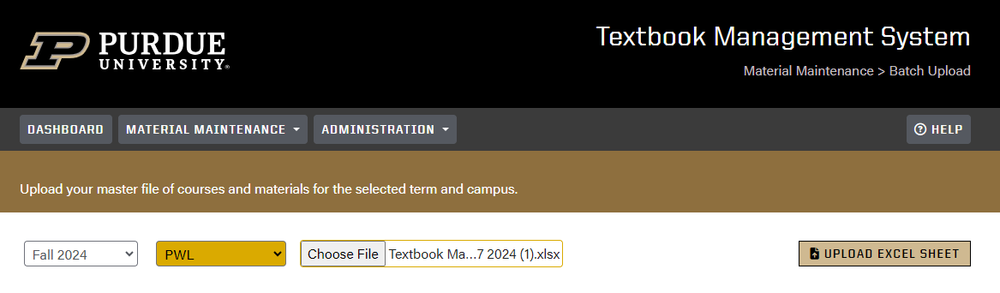 PURDUE
UNIVERSITY®
Textbook Management System
Material Maintenance > Batch Upload
DASHBOARD MATERIAL MAINTENANCE ADMINISTRATION HELP
Upload your master file of courses and materials for the selected term and campus.
Fall 2024 PWL Choose File Textbook Ma...7 2024 (1).xlsx UPLOAD EXCEL SHEET